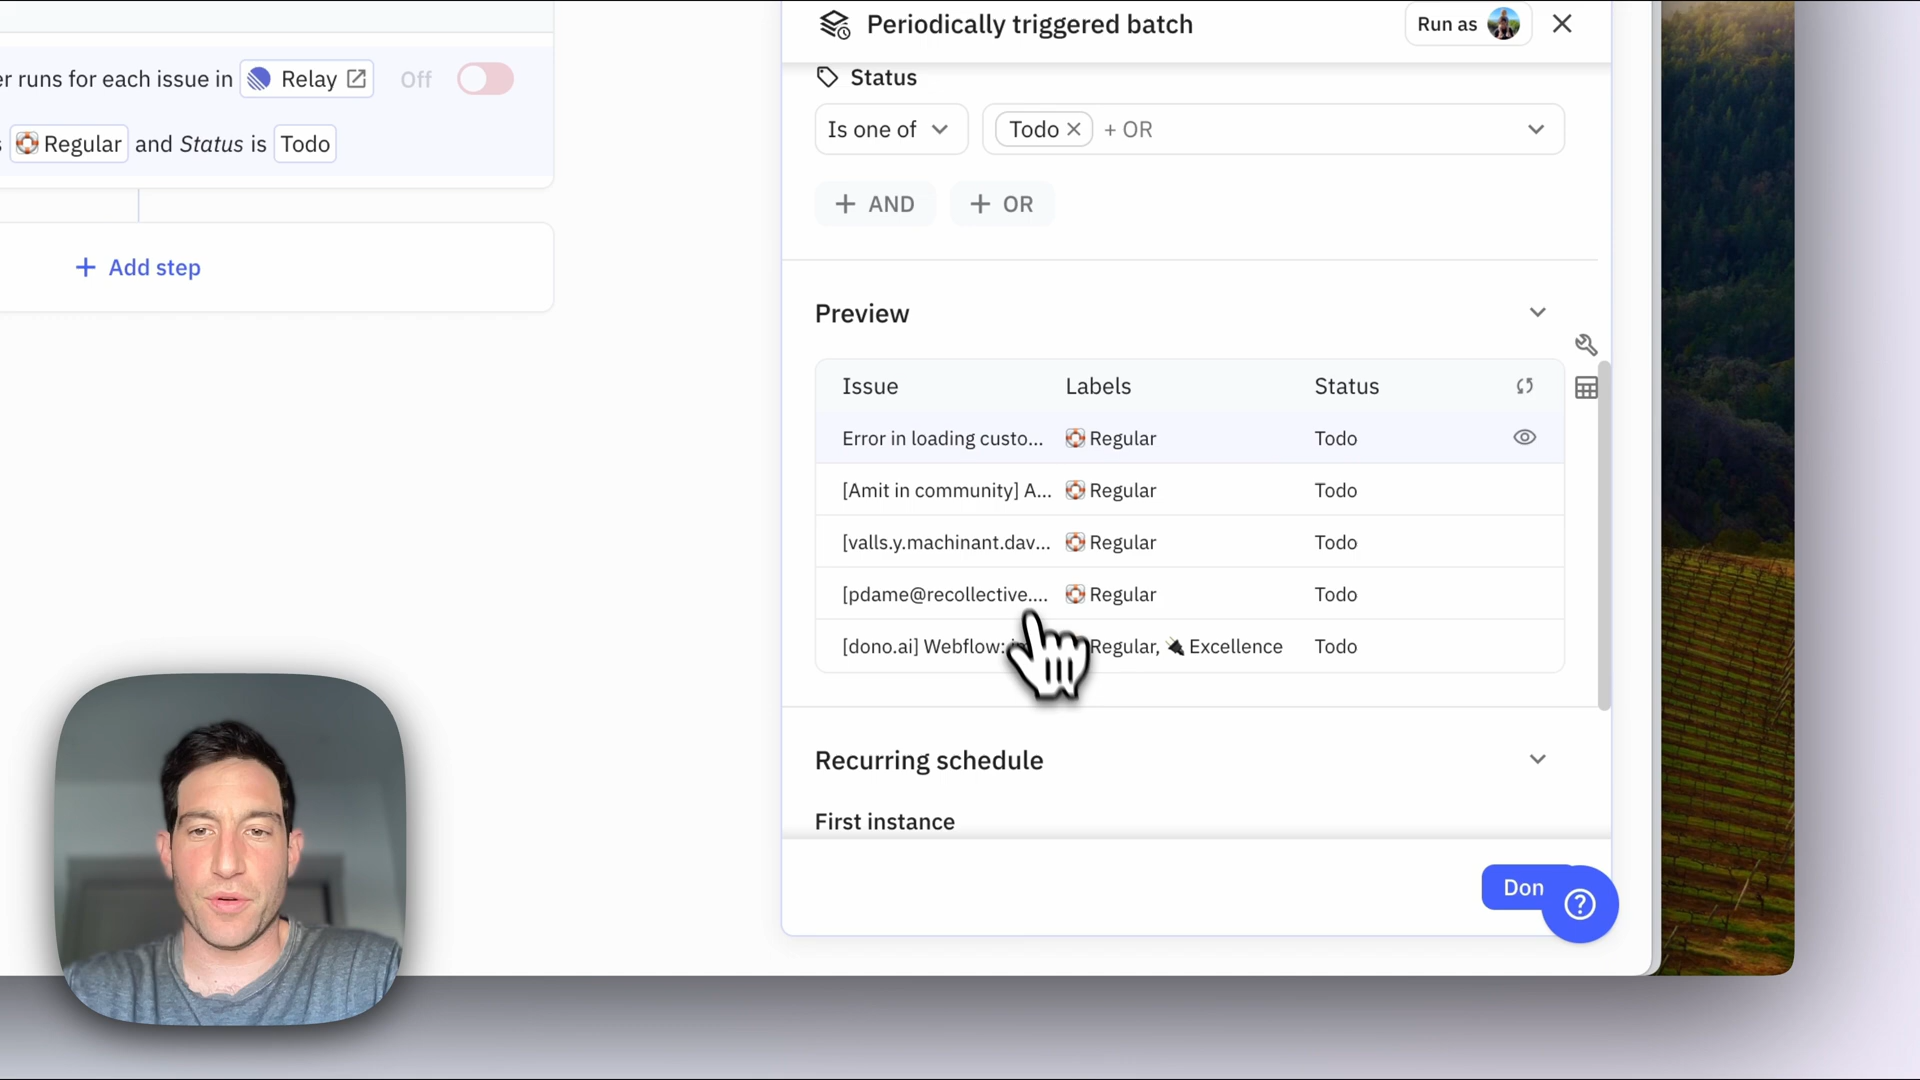 Periodically triggered batch
Run as
er runs for each issue in Relay Off
Regular and Status is Todo
Add step
Status
Is one of
Todo + OR
+ AND
+ OR
Preview
Issue Labels Status
Error in loading custo... Regular Todo
[Amit in community] A... Regular Todo
[valls.y.machinant.dav... Regular Todo
[pdame@recollective.... Regular Todo
[dono.ai] Webflow: Regular, Excellence Todo
Recurring schedule
First instance
Don